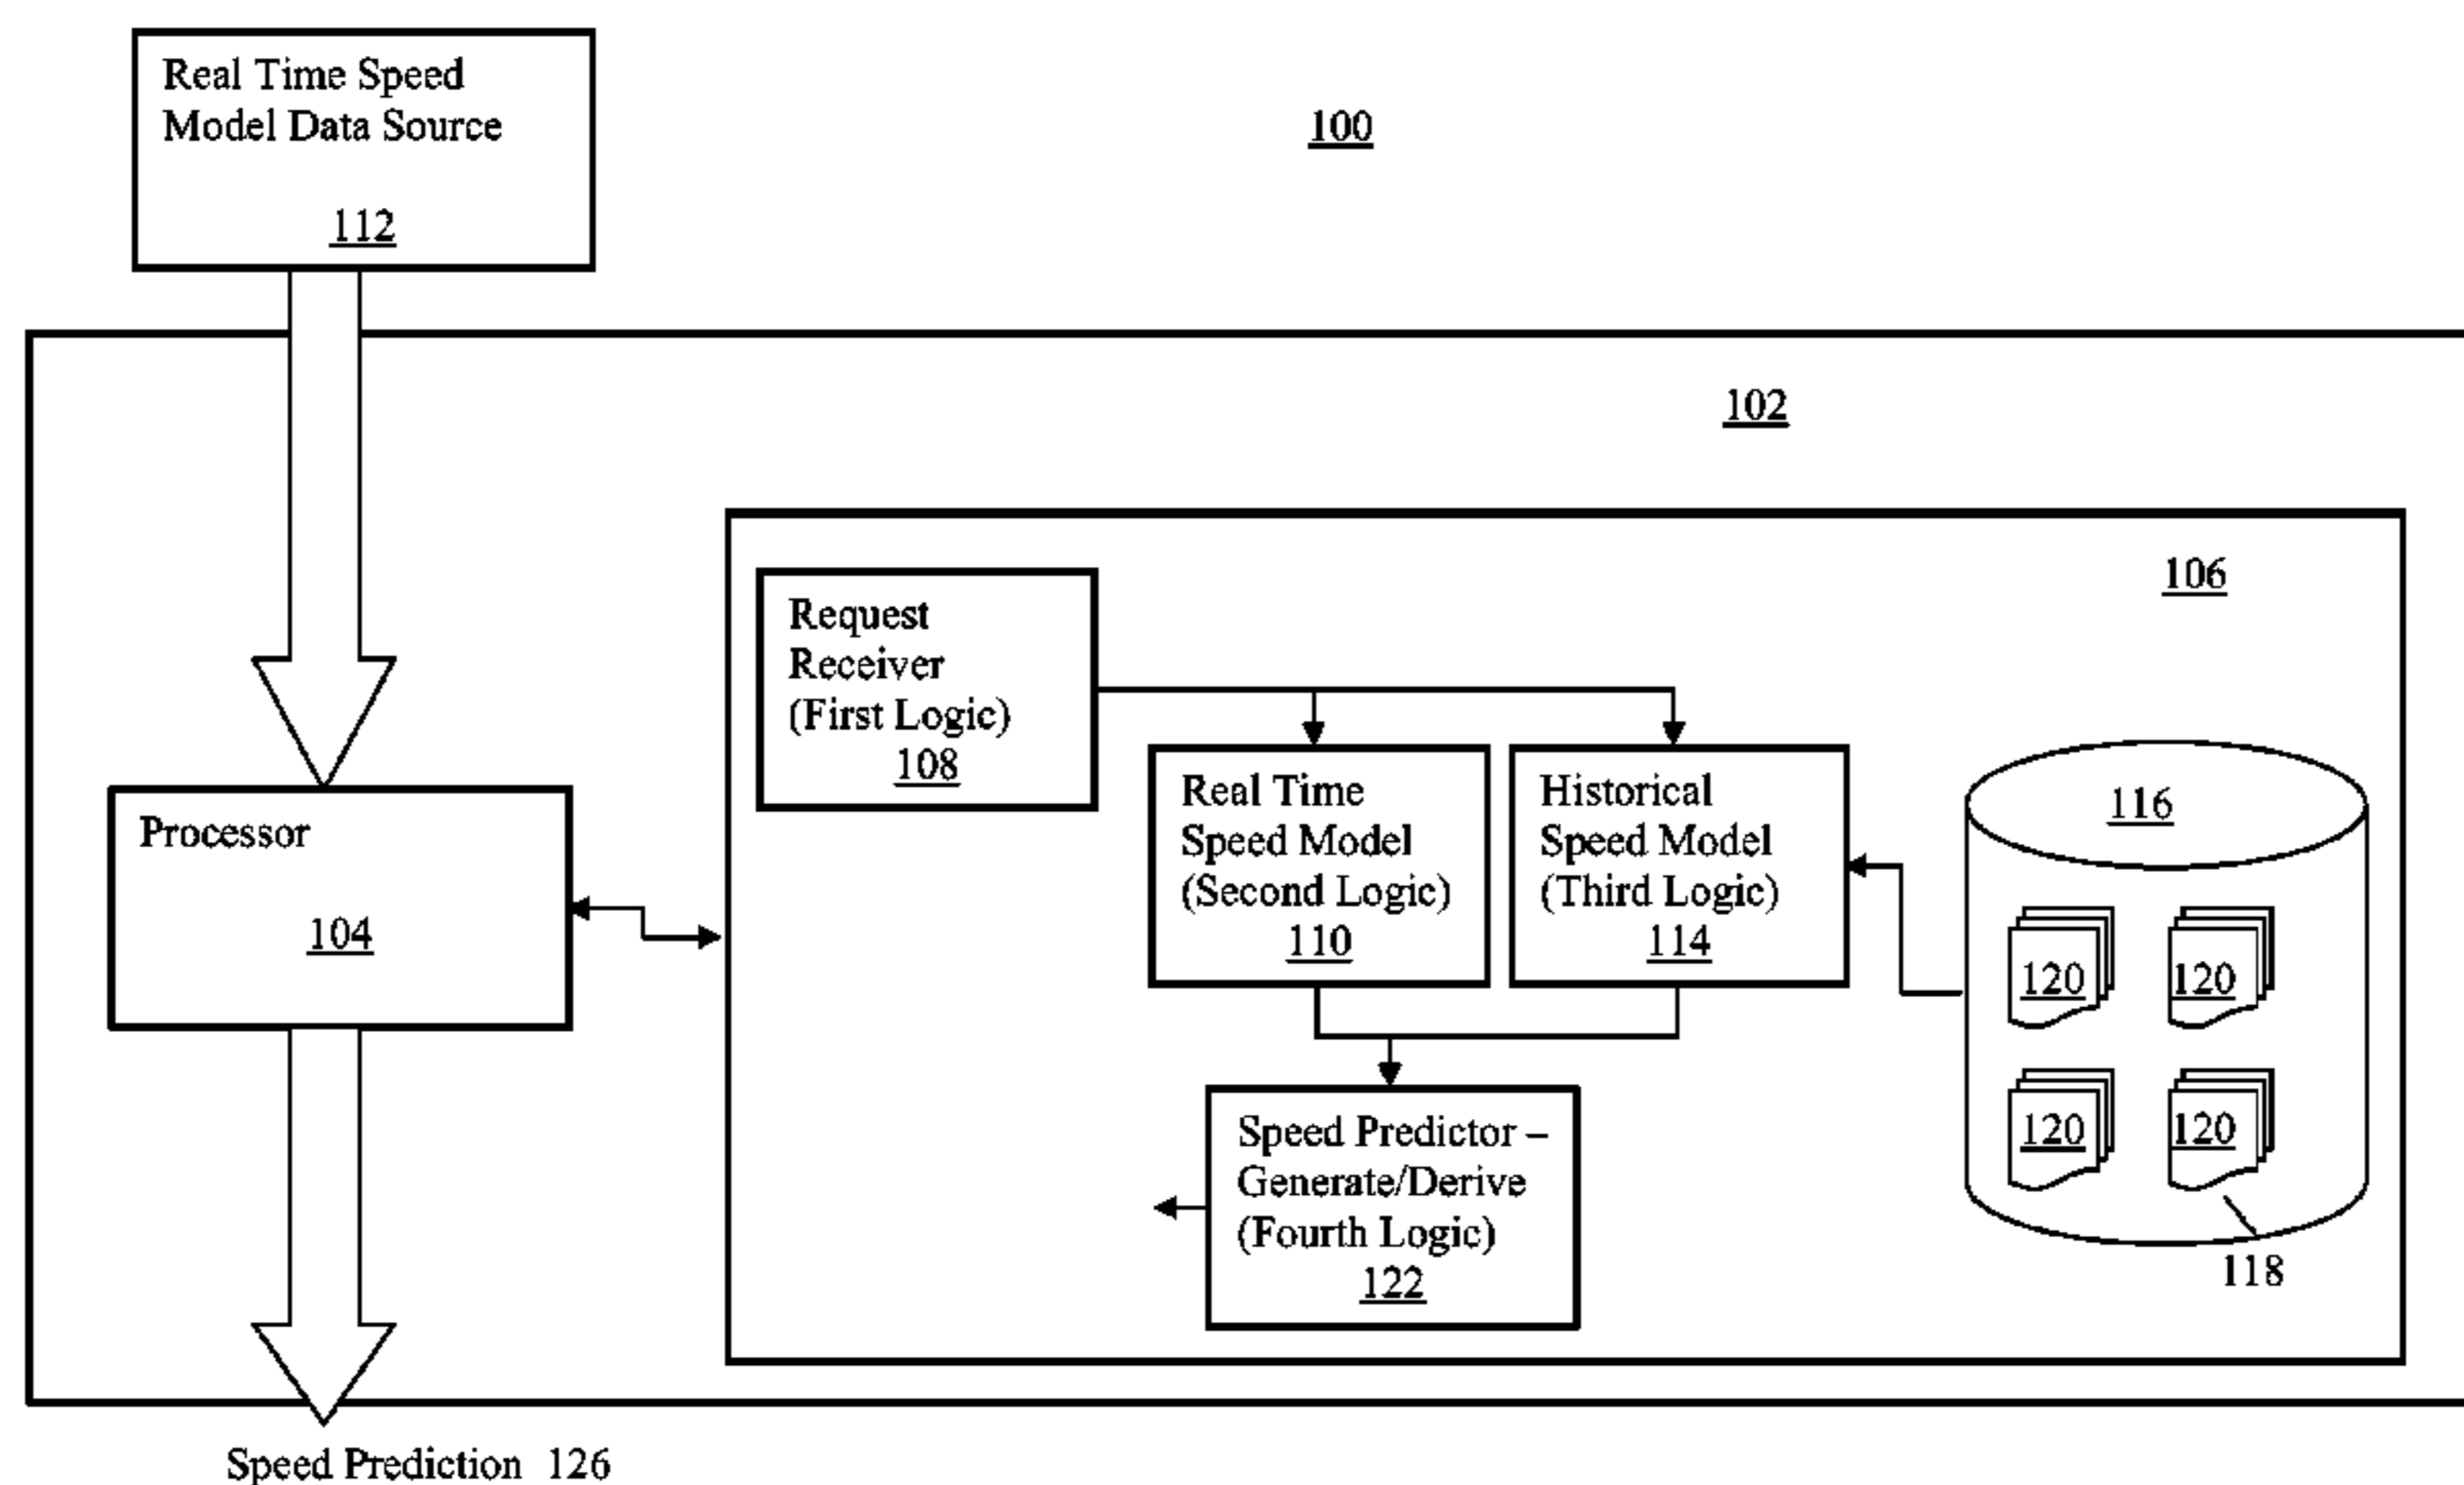 Real Time Speed
Model Data Source
112
100
102
106
Request
Receiver
(First Logic)
108
Real Time
Speed Model
(Second Logic)
110
Historical
Speed Model
(Third Logic)
114
116
120
120
120
120
118
Processor
104
Speed Predictor –
Generate/Derive
(Fourth Logic)
122
Speed Prediction 126